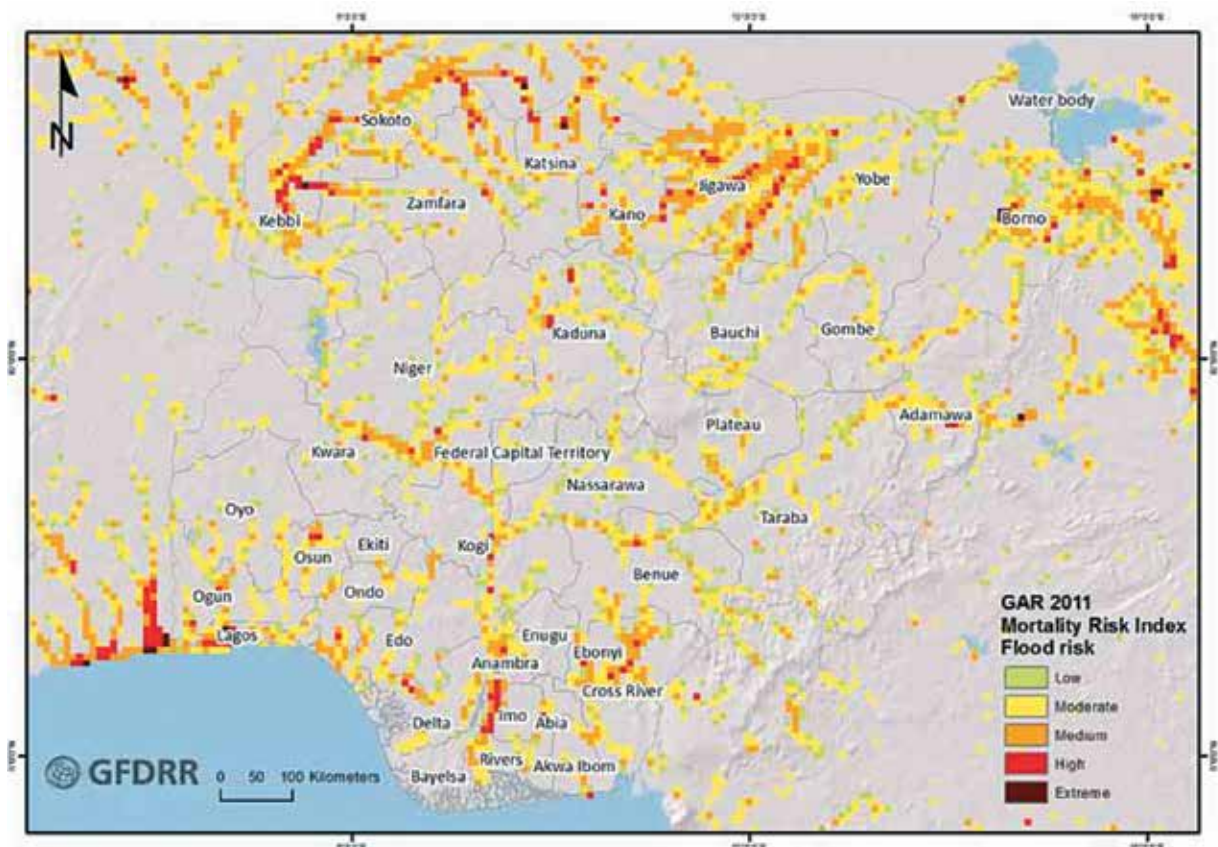 N
Water body
Sokoto
Katsina
Jigawa
Yobe
Zamfara
Kano
Borno
Kebbi
Kaduna
Bauchi
Gombe
Niger
Adamawa
Plateau
Kwara
Federal Capital Territory
Nassarawa
Oyo
Taraba
Ekiti
Kogi
Osun
Benue
Ogun
Ondo
Lagos
Edo
Enugu
Ebonyi
Anambra
Cross River
Delta
Imo
Abia
Rivers
Akwa Ibom
Bayelsa
GAR 2011
Mortality Risk Index
Flood risk
Low
Moderate
Medium
High
Extreme
GFDRR
0 50 100 Kilometers